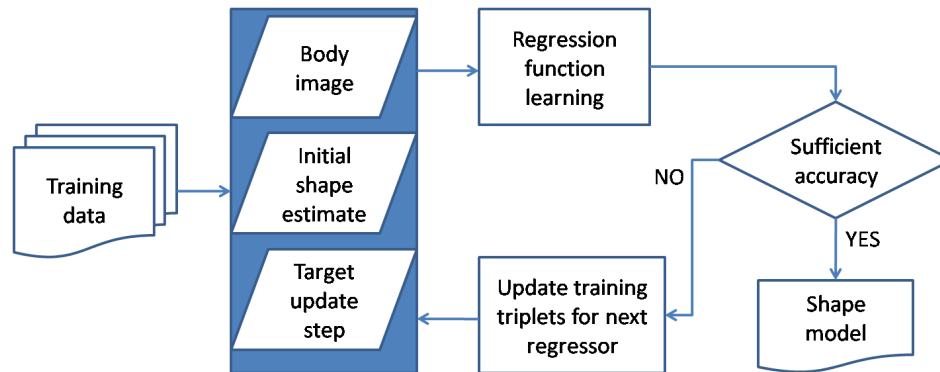 Training
data
Body
image
Initial
shape
estimate
Target
update
step
Regression
function
learning
Sufficient
accuracy
NO
YES
Update training
triplets for next
regressor
Shape
model